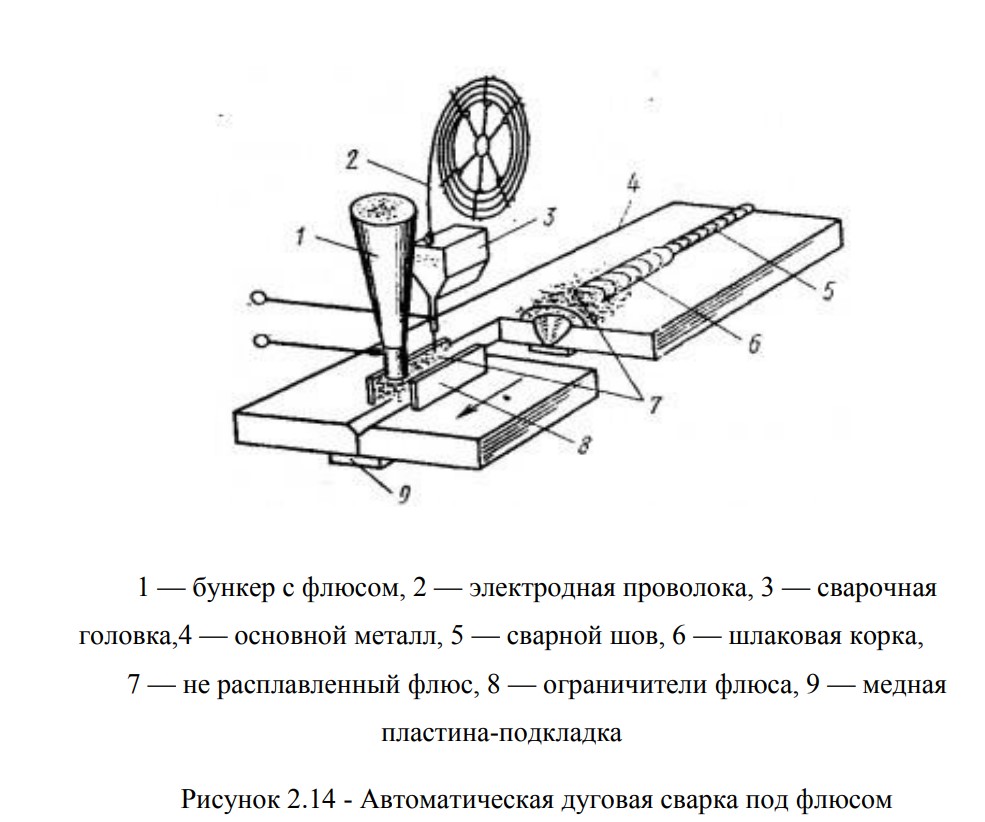 2
4
1
3
5
6
7
8
9
1 — бункер с флюсом, 2 — электродная проволока, 3 — сварочная
головка,4 — основной металл, 5 — сварной шов, 6 — шлаковая корка,
7 — не расплавленный флюс, 8 — ограничители флюса, 9 — медная
пластина-подкладка
Рисунок 2.14 - Автоматическая дуговая сварка под флюсом